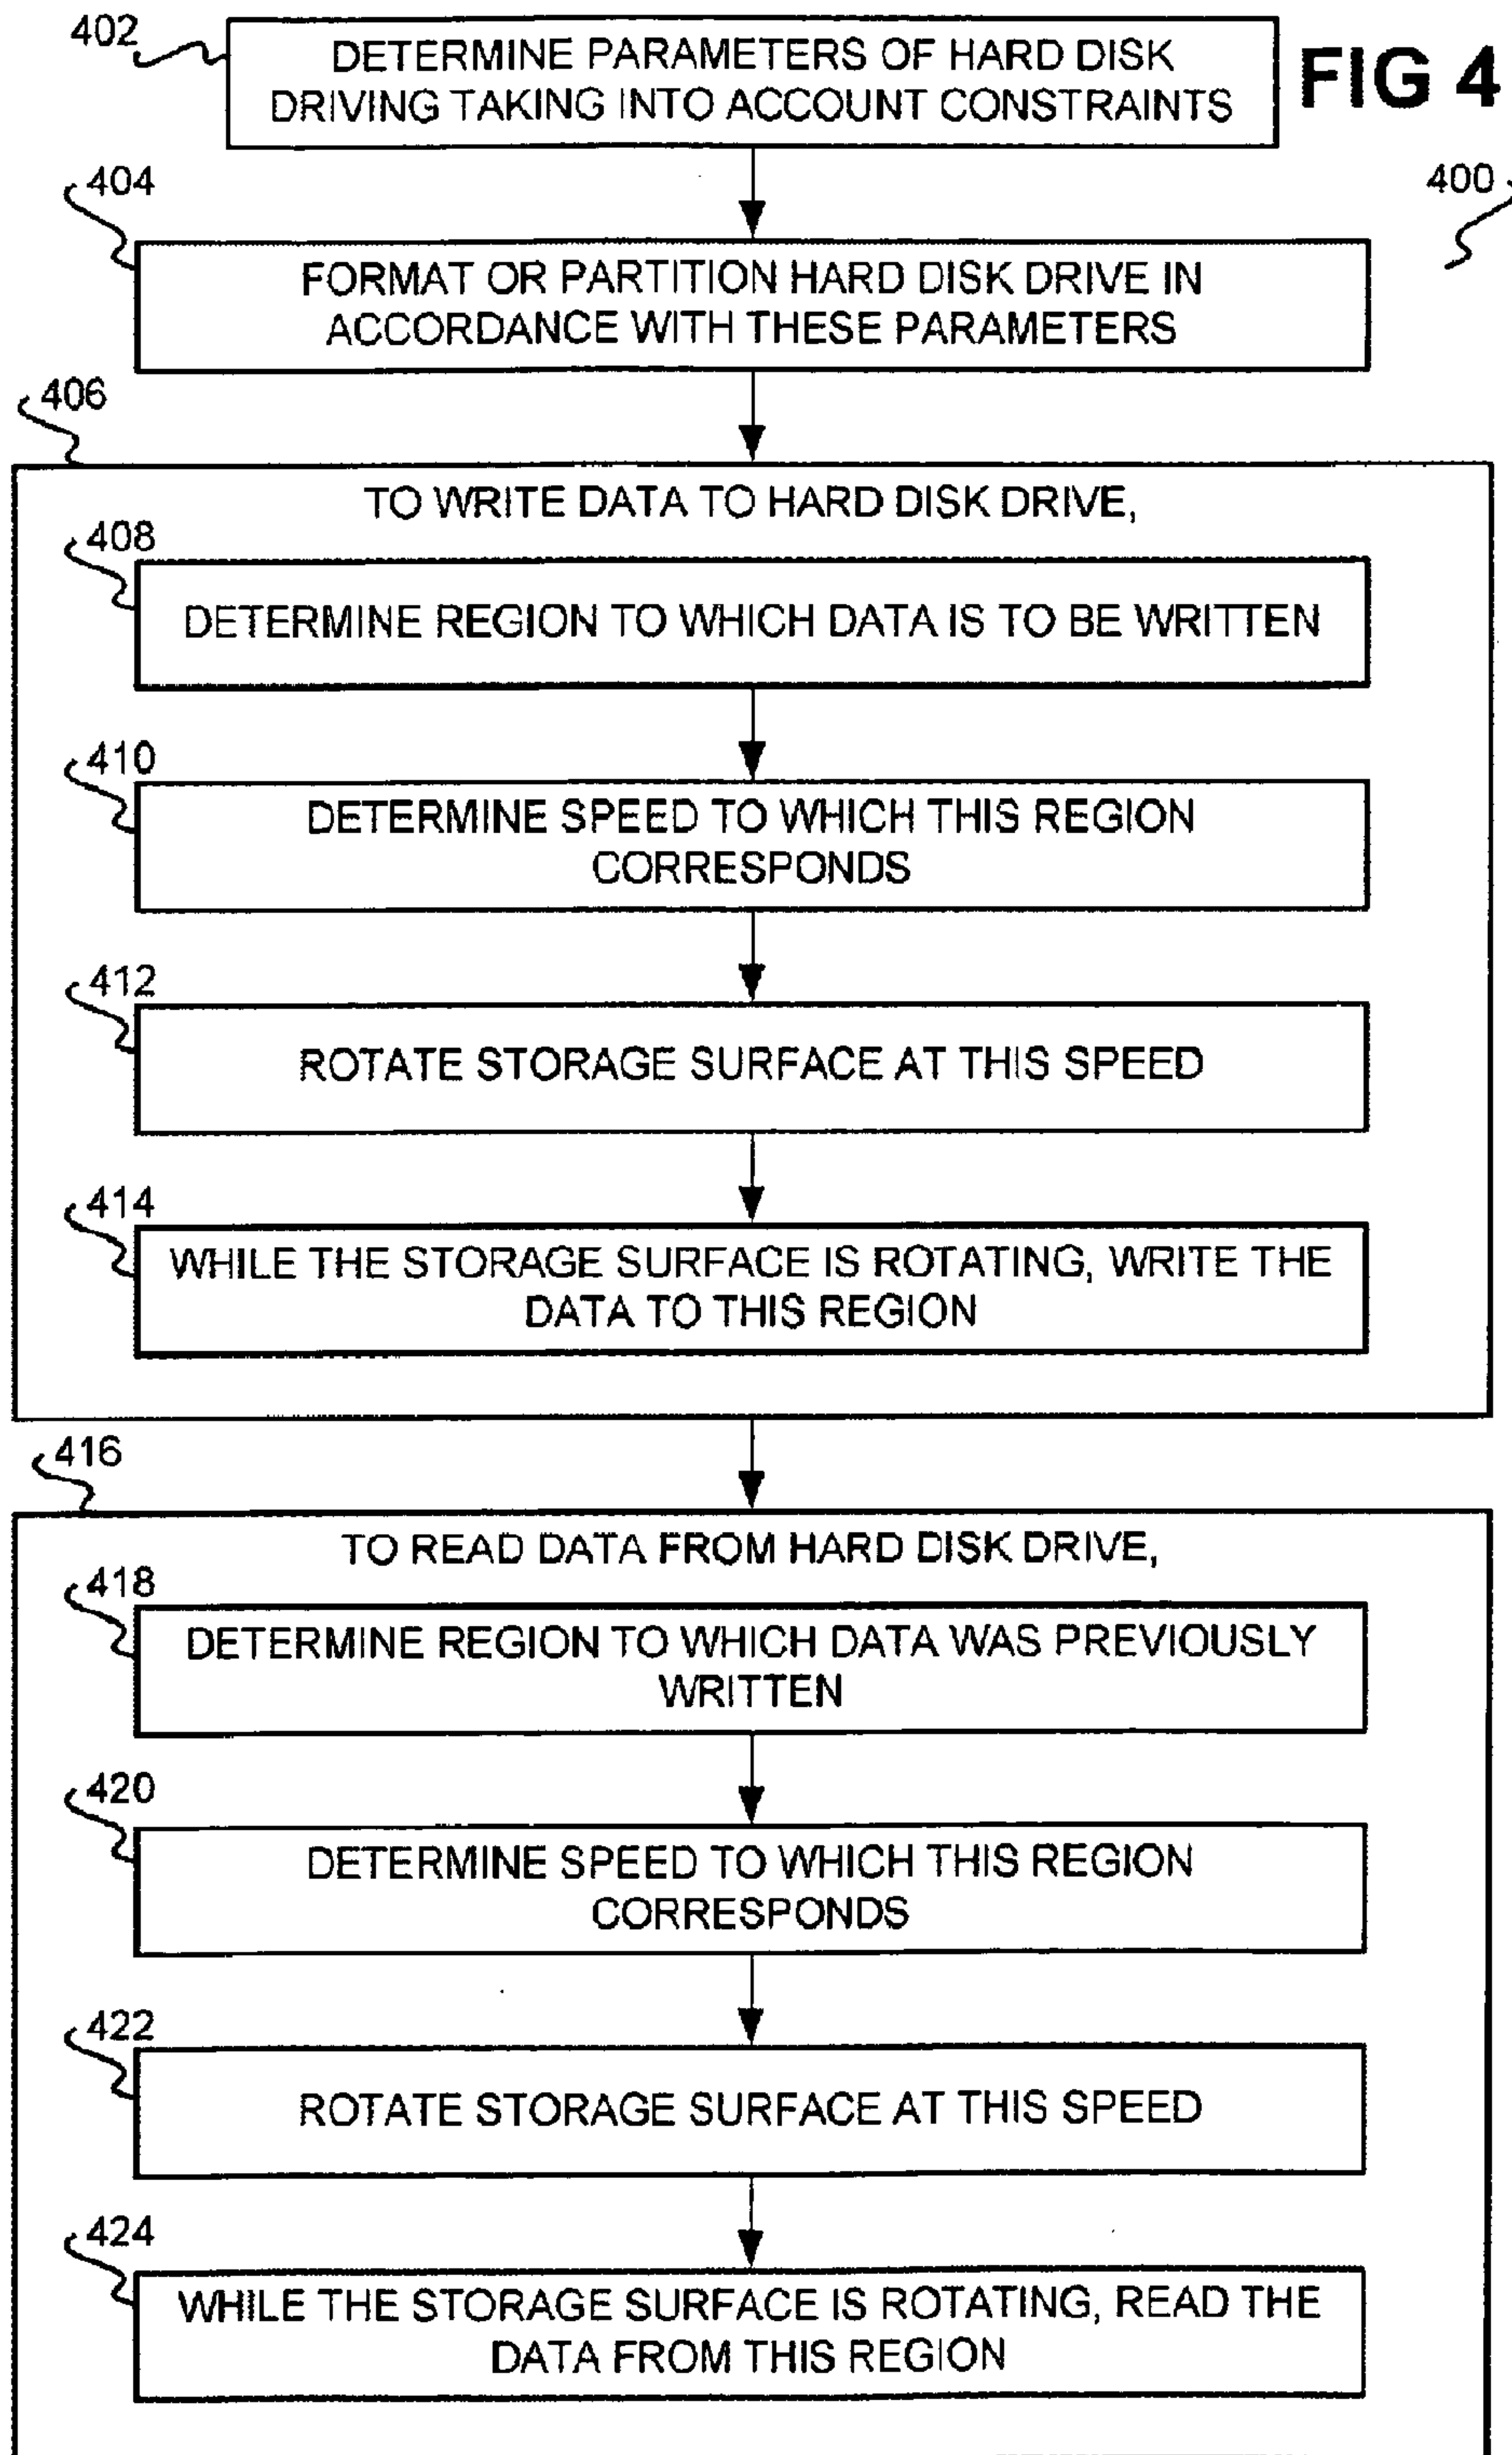 402
DETERMINE PARAMETERS OF HARD DISK
DRIVING TAKING INTO ACCOUNT CONSTRAINTS
FIG 4
400
404
FORMAT OR PARTITION HARD DISK DRIVE IN
ACCORDANCE WITH THESE PARAMETERS
406
TO WRITE DATA TO HARD DISK DRIVE,
408
DETERMINE REGION TO WHICH DATA IS TO BE WRITTEN
410
DETERMINE SPEED TO WHICH THIS REGION
CORRESPONDS
412
ROTATE STORAGE SURFACE AT THIS SPEED
414
WHILE THE STORAGE SURFACE IS ROTATING, WRITE THE
DATA TO THIS REGION
416
TO READ DATA FROM HARD DISK DRIVE,
418
DETERMINE REGION TO WHICH DATA WAS PREVIOUSLY
WRITTEN
420
DETERMINE SPEED TO WHICH THIS REGION
CORRESPONDS
422
ROTATE STORAGE SURFACE AT THIS SPEED
424
WHILE THE STORAGE SURFACE IS ROTATING, READ THE
DATA FROM THIS REGION